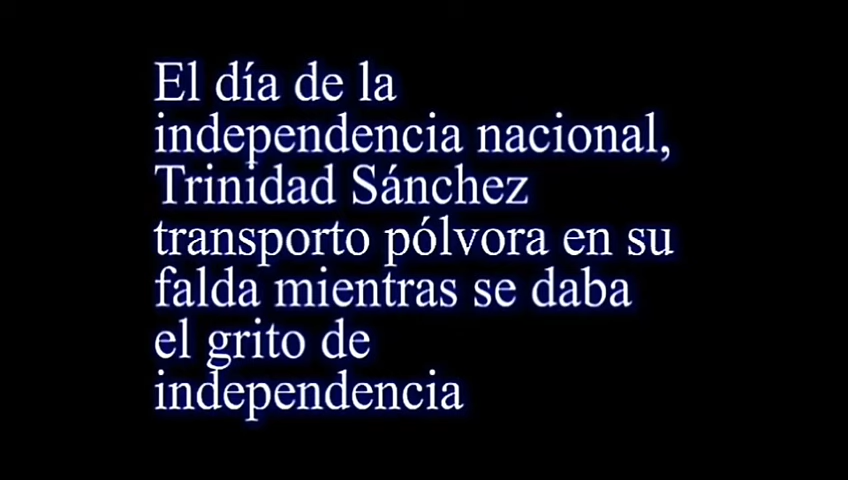 El día de la
independencia nacional,
Trinidad Sánchez
transporto pólvora en su
falda mientras se daba
el grito de
independencia